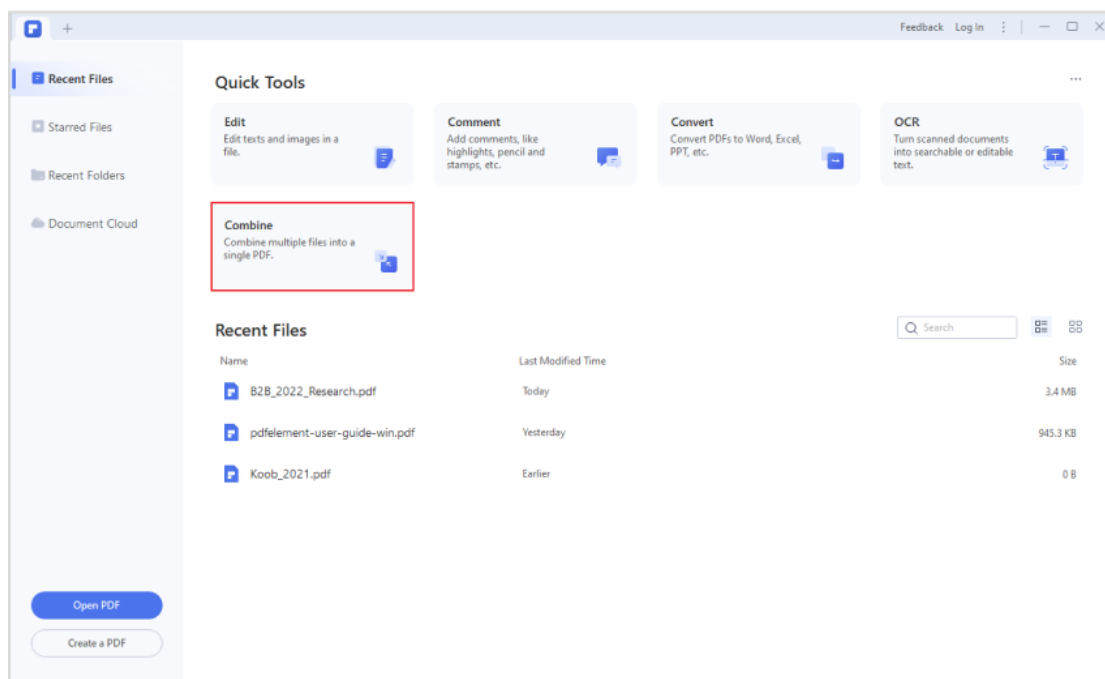 Feedback Log In
Recent Files
Starred Files
Recent Folders
Document Cloud
Open PDF
Create a PDF
Quick Tools
Edit
Edit texts and images in a
file.
Comment
Add comments, like
highlights, pencil and
stamps, etc.
Convert
Convert PDFs to Word, Excel,
PPT, etc.
OCR
Turn scanned documents
into searchable or editable
text.
Combine
Combine multiple files into a
single PDF.
Recent Files
Search
Name Last Modified Time Size
B2B_2022_Research.pdf Today 3.4 MB
pdfelement-user-guide-win.pdf Yesterday 945.3 KB
Koob_2021.pdf Earlier 0 B